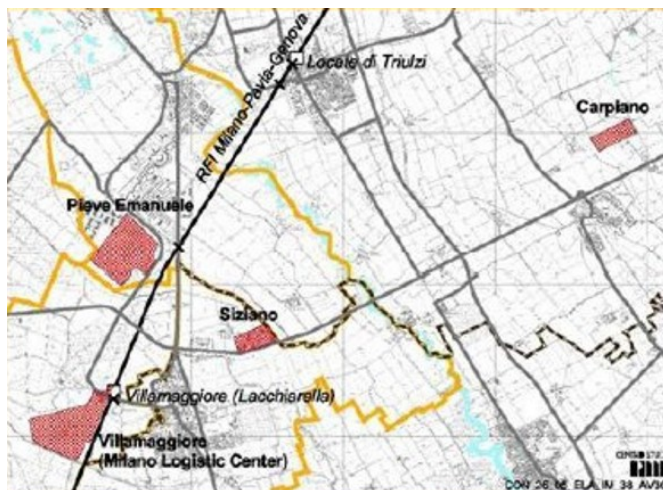 RFI Milano-Pavia-Genova
Locate di Triulzi
Carpiano
Pieve Emanuele
Siziano
Villamaggiore (Lacchiarella)
Villamaggiore
(Milano Logistic Center)